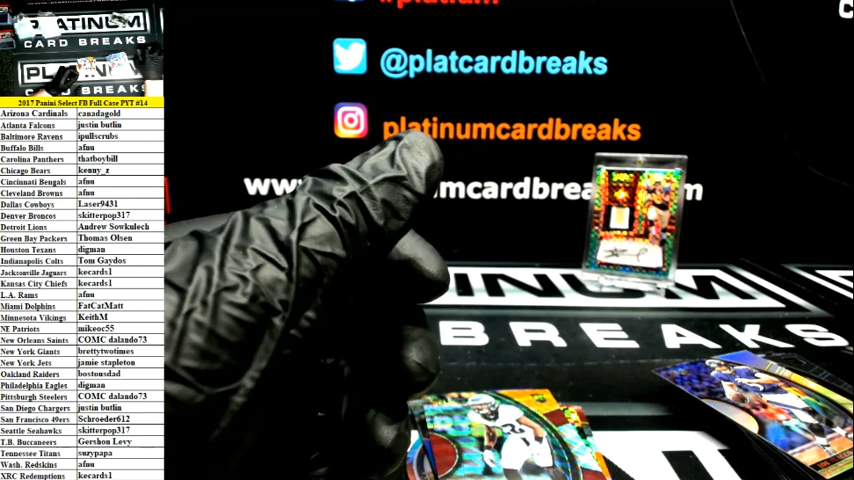 PLATINUM
CARD BREAKS
2017 Panini Select FB Full Case PYT #14
Arizona Cardinals canadagold
Atlanta Falcons justin butlin
Baltimore Ravens ipullscrubs
Buffalo Bills afnu
Carolina Panthers thatboybill
Chicago Bears kenny_z
Cincinnati Bengals afnu
Cleveland Browns afnu
Dallas Cowboys Laser9431
Denver Broncos skitterpop317
Detroit Lions Andrew Sowkulech
Green Bay Packers Thomas Olsen
Houston Texans digman
Indianapolis Colts Tom Gaydos
Jacksonville Jaguars kecards1
Kansas City Chiefs kecards1
L.A. Rams afnu
Miami Dolphins FatCatMatt
Minnesota Vikings KeithM
NE Patriots mikeoc55
New Orleans Saints COMC dalando73
New York Giants brettytwotimes
New York Jets jamie stapleton
Oakland Raiders bostonsdad
Philadelphia Eagles digman
Pittsburgh Steelers COMC dalando73
San Diego Chargers justin butlin
San Francisco 49ers Schroeder612
Seattle Seahawks skitterpop317
T.B. Buccaneers Gershon Levy
Tennessee Titans suzypapa
Wash. Redskins afnu
XRC Redemptions kecards1
@platcardbreaks
platinumcardbreaks
BREAKS